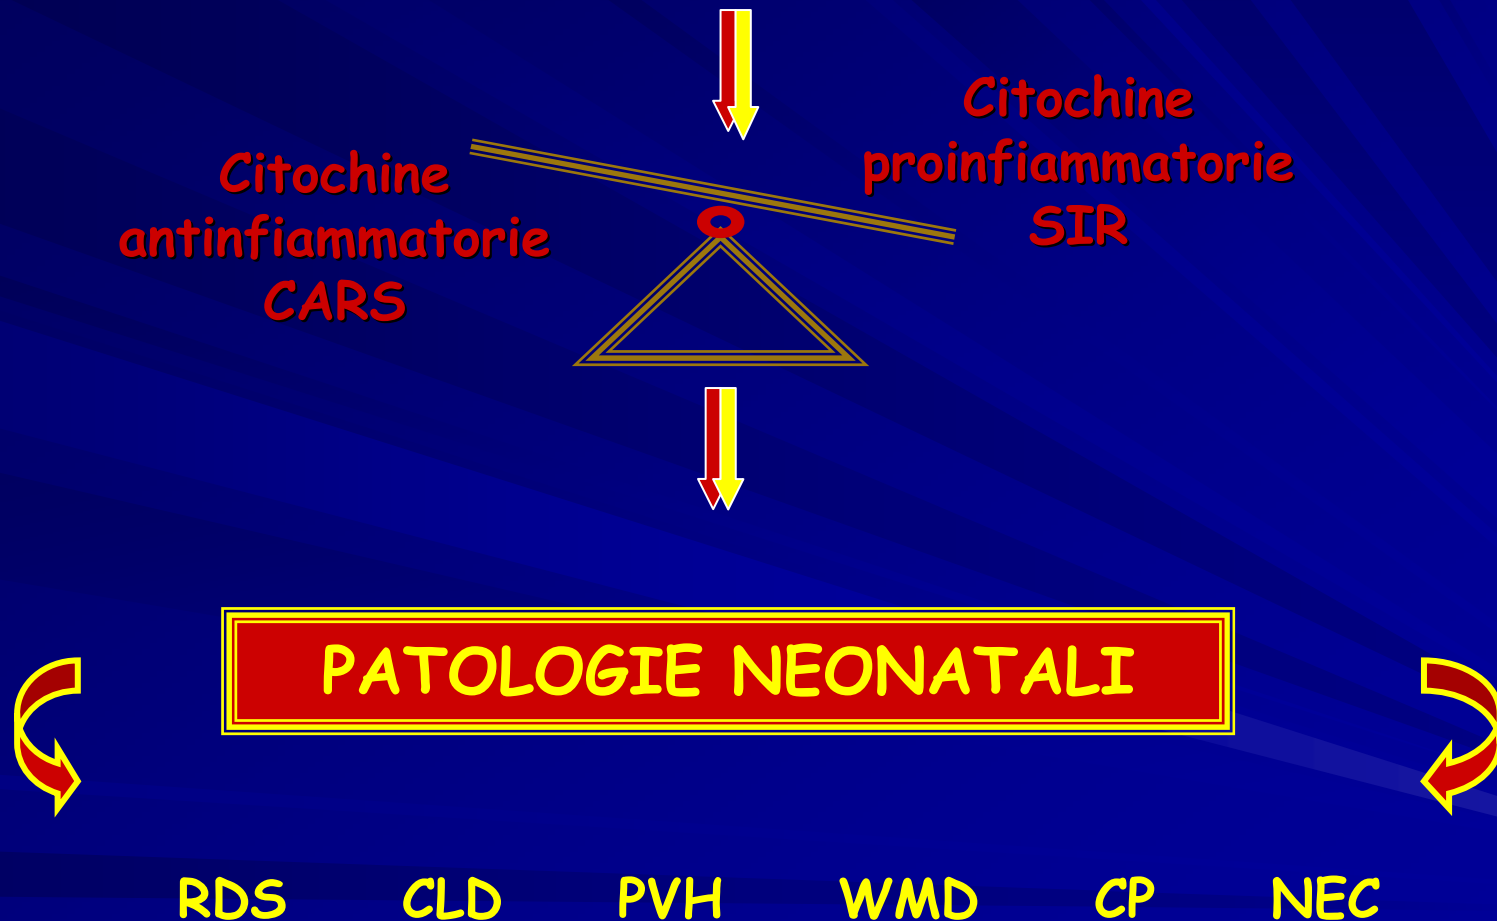 Citochine
antinfiammatorie
CARS
Citochine
proinfiammatorie
SIR
PATOLOGIE NEONATALI
RDS CLD PVH WMD CP NEC